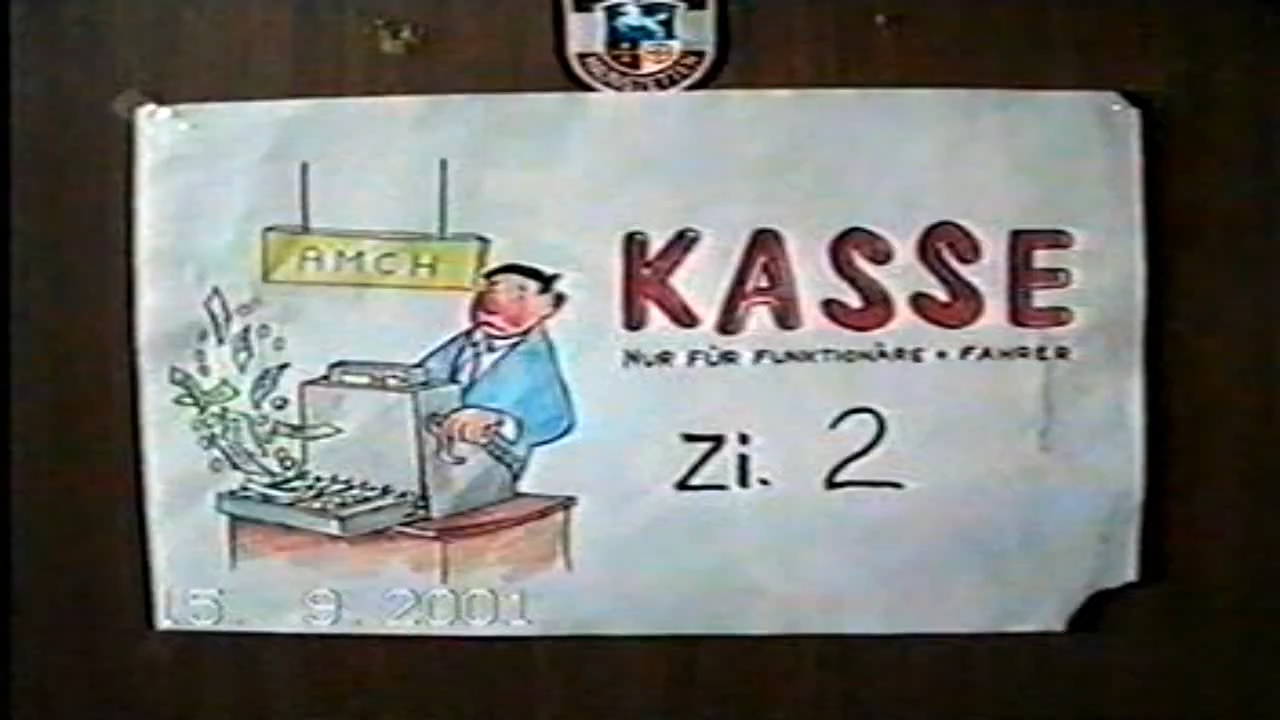 AMCH
KASSE
NUR FÜR FUNKTIONÄRE + FAHRER
Zi. 2
15. 9.2001